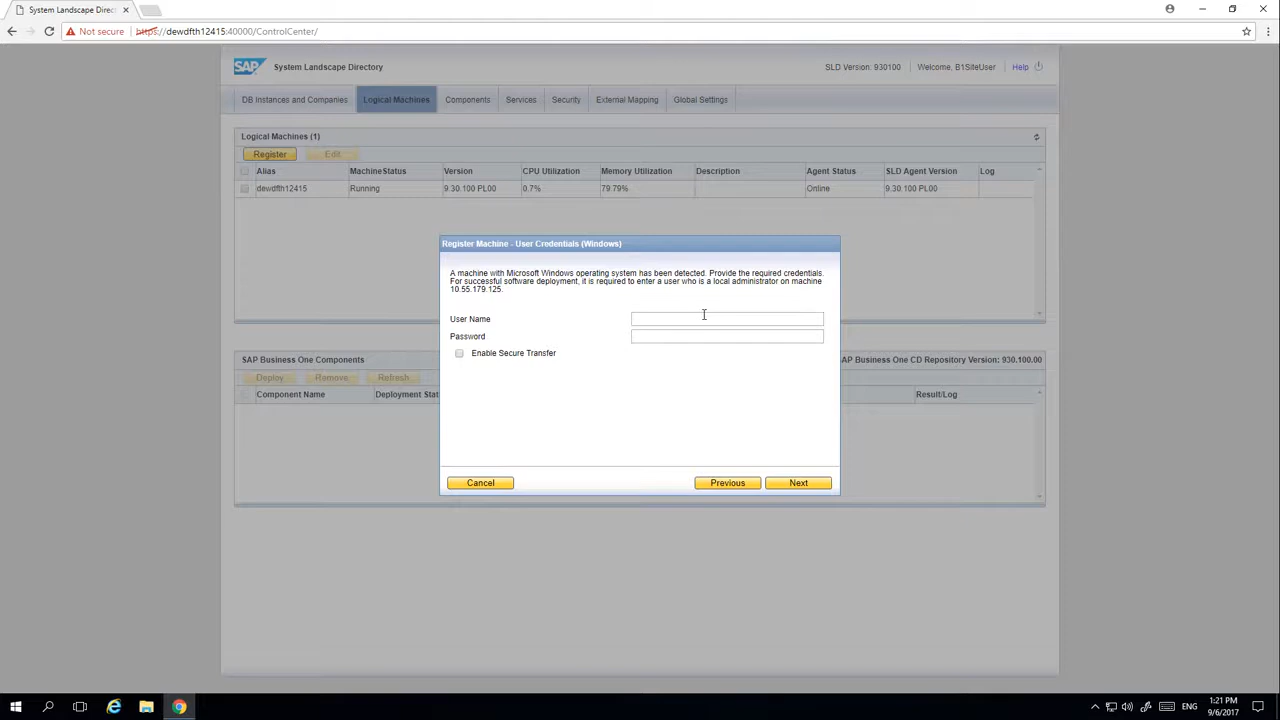 System Landscape Direct
Not secure https://dewdfth12415:40000/ControlCenter/
SAP System Landscape Directory SLD Version: 930100 Welcome, B1SiteUser Help
DB Instances and Companies Logical Machines Components Services Security External Mapping Global Settings
Logical Machines (1)
Register Edit
Alias MachineStatus Version CPU Utilization Memory Utilization Description Agent Status SLD Agent Version Log
dewdfth12415 Running 9.30.100 PL00 0.7% 79.79% Online 9.30.100 PL00
Register Machine - User Credentials (Windows)
A machine with Microsoft Windows operating system has been detected. Provide the required credentials.
For successful software deployment, it is required to enter a user who is a local administrator on machine
10.55.179.125.
User Name
Password
Enable Secure Transfer
SAP Business One Components AP Business One CD Repository Version: 930.100.00
Deploy Remove Refresh
Component Name Deployment Stat Result/Log
Cancel Previous Next
ENG
1:21 PM
9/6/2017